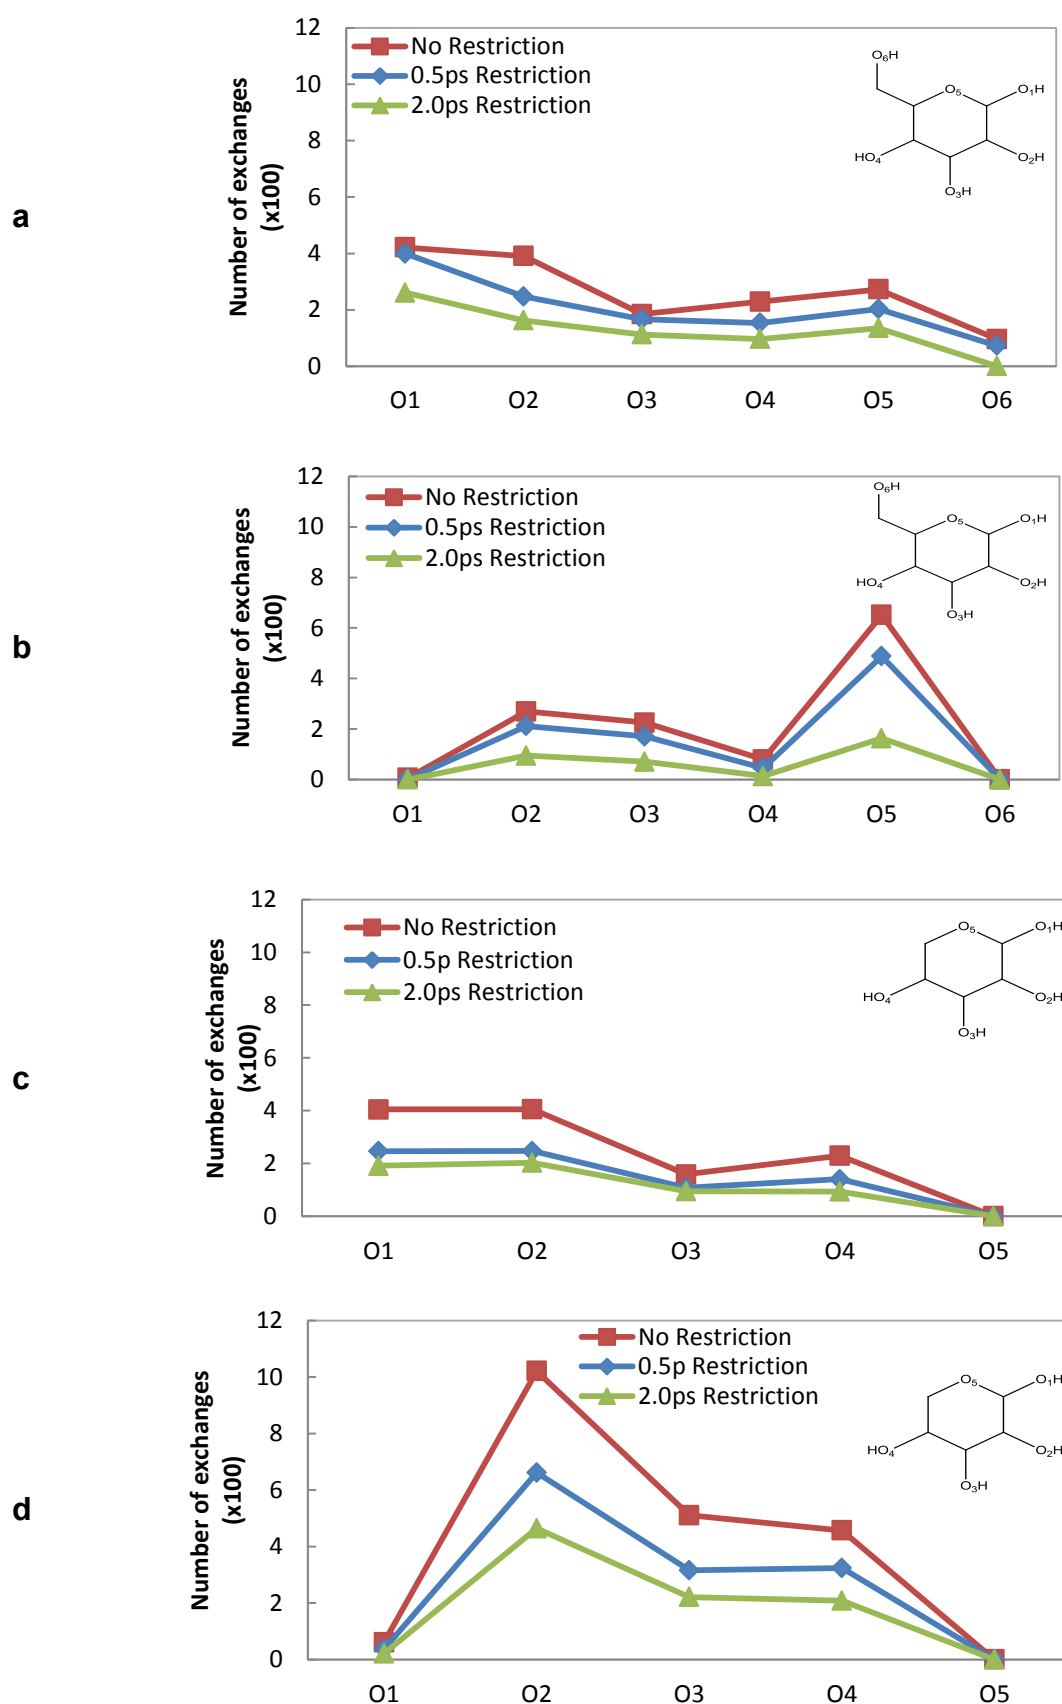 a
Number of exchanges
(x100)
12
10
8
6
4
2
0
No Restriction
0.5ps Restriction
2.0ps Restriction
O₆H
O₅
O₁H
HO₄
O₂H
O₃H
O1 O2 O3 O4 O5 O6
b
Number of exchanges
(x100)
12
10
8
6
4
2
0
No Restriction
0.5ps Restriction
2.0ps Restriction
O₆H
O₅
O₁H
HO₄
O₂H
O₃H
O1 O2 O3 O4 O5 O6
c
Number of exchanges
(x100)
12
10
8
6
4
2
0
No Restriction
0.5p Restriction
2.0ps Restriction
O₅
O₁H
HO₄
O₂H
O₃H
O1 O2 O3 O4 O5
d
Number of exchanges
(x100)
12
10
8
6
4
2
0
No Restriction
0.5p Restriction
2.0ps Restriction
O₅
O₁H
HO₄
O₂H
O₃H
O1 O2 O3 O4 O5